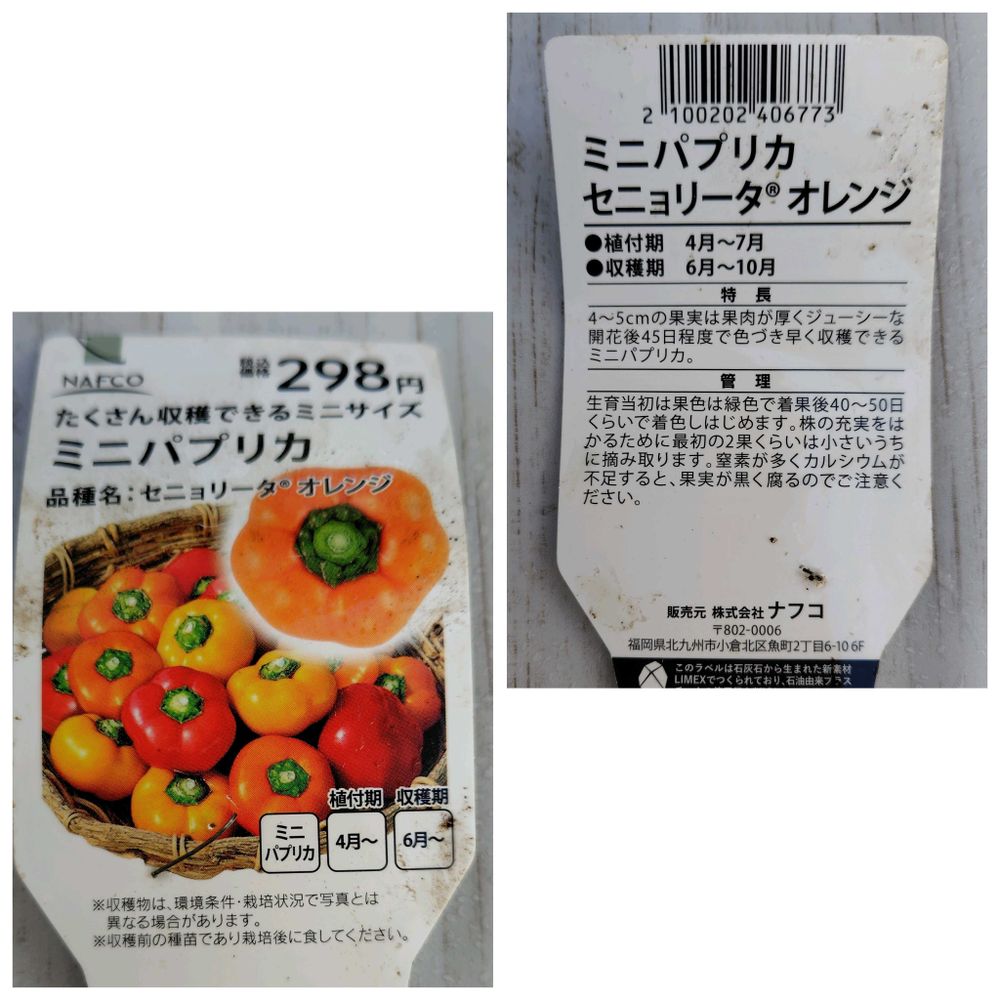 NAFCO
税込価格 298円
たくさん収穫できるミニサイズ
ミニパプリカ
品種名：セニョリータ® オレンジ
植付期 収穫期
ミニパプリカ 4月～ 6月～
※収穫物は、環境条件・栽培状況で写真とは
異なる場合があります。
※収穫前の種苗であり栽培後に食してください。
2 100202 406773
ミニパプリカ
セニョリータ® オレンジ
●植付期 4月～7月
●収穫期 6月～10月
特長
4～5cmの果実は果肉が厚くジューシーな
開花後45日程度で色づき早く収穫できる
ミニパプリカ。
管理
生育当初は果色は緑色で着果後40～50日
くらいで着色しはじめます。株の充実をは
かるために最初の2果くらいは小さいうち
に摘み取ります。窒素が多くカルシウムが
不足すると、果実が黒く腐るのでご注意く
ださい。
販売元 株式会社 ナフコ
〒802-0006
福岡県北九州市小倉北区魚町2丁目6-10 6F
このラベルは石灰石から生まれた新素材
LIMEXでつくられており、石油由来プラス